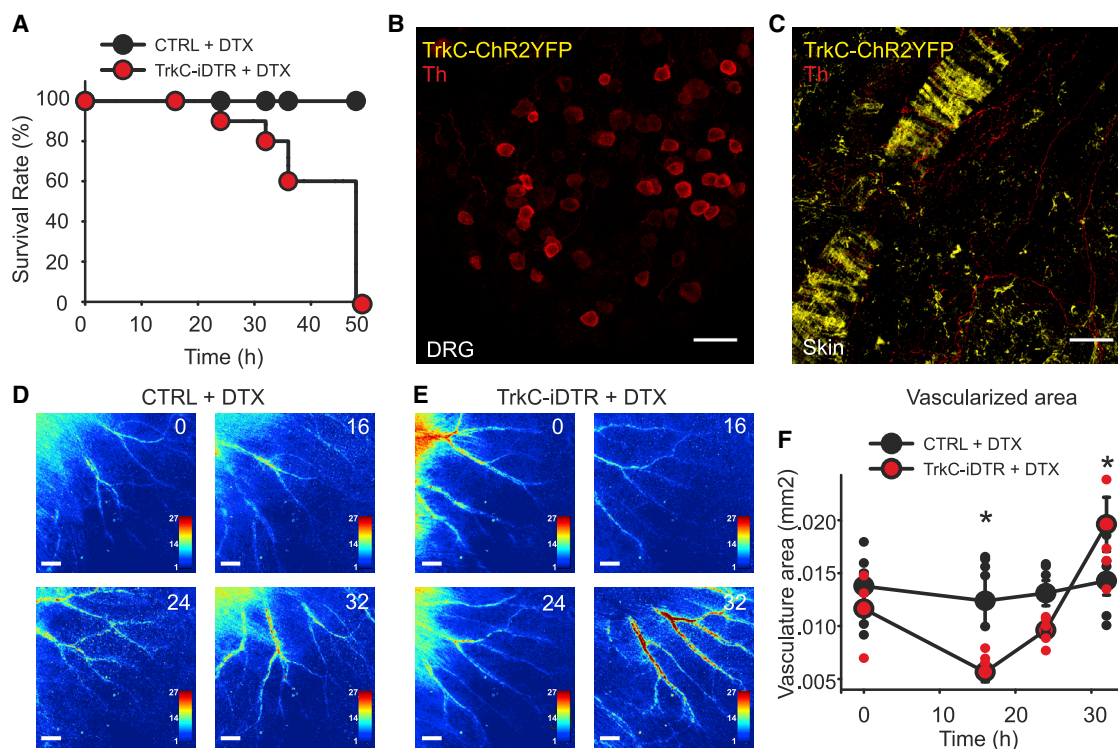 A
CTRL + DTX
TrkC-iDTR + DTX
100
80
60
40
20
0
Survival Rate (%)
0 10 20 30 40 50
Time (h)
B
TrkC-ChR2YFP
Th
DRG
C
TrkC-ChR2YFP
Th
Skin
D
CTRL + DTX
0
27
14
1
16
27
14
1
24
27
14
1
32
27
14
1
E
TrkC-iDTR + DTX
0
27
14
1
16
27
14
1
24
27
14
1
32
27
14
1
Vascularized area
F
CTRL + DTX
TrkC-iDTR + DTX
*
*
.020
.015
.010
.005
Vasculature area (mm2)
0 10 20 30
Time (h)